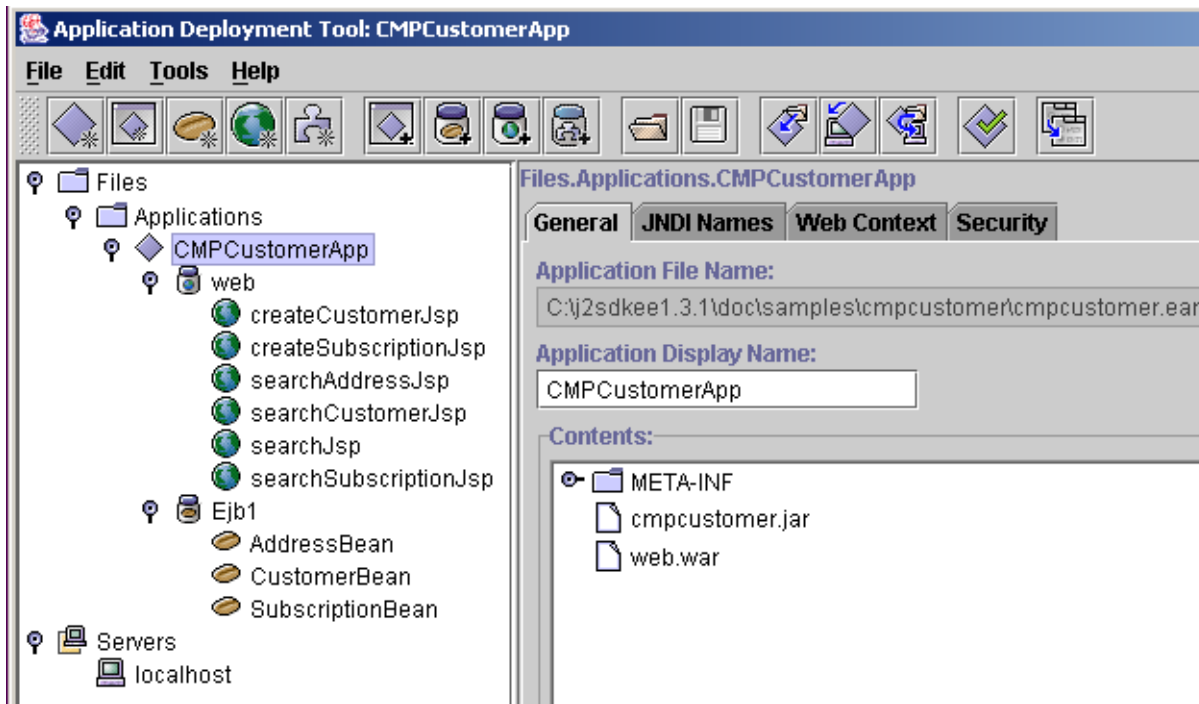 Application Deployment Tool: CMPCustomerApp
File Edit Tools Help
Files
Applications
CMPCustomerApp
web
createCustomerJsp
createSubscriptionJsp
searchAddressJsp
searchCustomerJsp
searchJsp
searchSubscriptionJsp
Ejb1
AddressBean
CustomerBean
SubscriptionBean
Servers
localhost
Files.Applications.CMPCustomerApp
General JNDI Names Web Context Security
Application File Name:
C:\j2sdkee1.3.1\doc\samples\cmpcustomer\cmpcustomer.ear
Application Display Name:
CMPCustomerApp
Contents:
META-INF
cmpcustomer.jar
web.war